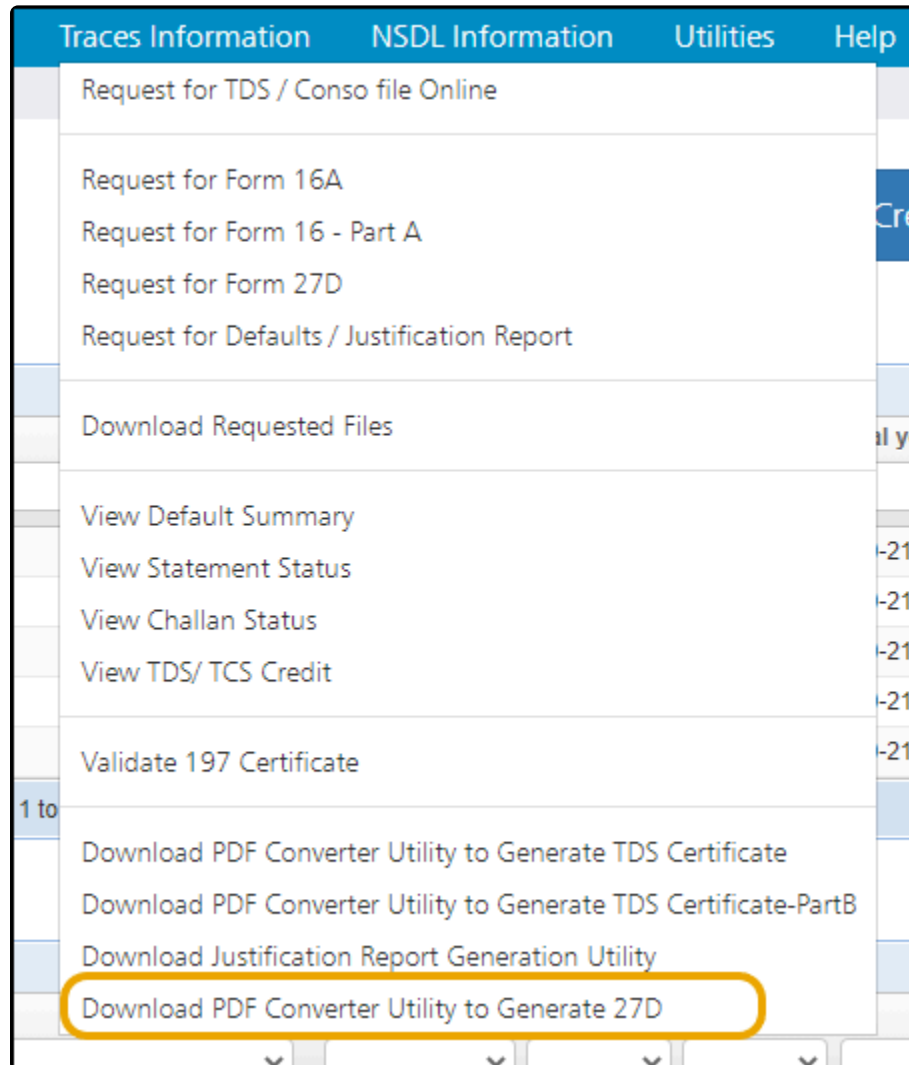 Traces Information NSDL Information Utilities Help
Request for TDS / Conso file Online
Request for Form 16A
Request for Form 16 - Part A
Request for Form 27D
Request for Defaults / Justification Report
Download Requested Files
View Default Summary
View Statement Status
View Challan Status
View TDS/ TCS Credit
Validate 197 Certificate
1 to
Download PDF Converter Utility to Generate TDS Certificate
Download PDF Converter Utility to Generate TDS Certificate-PartB
Download Justification Report Generation Utility
Download PDF Converter Utility to Generate 27D